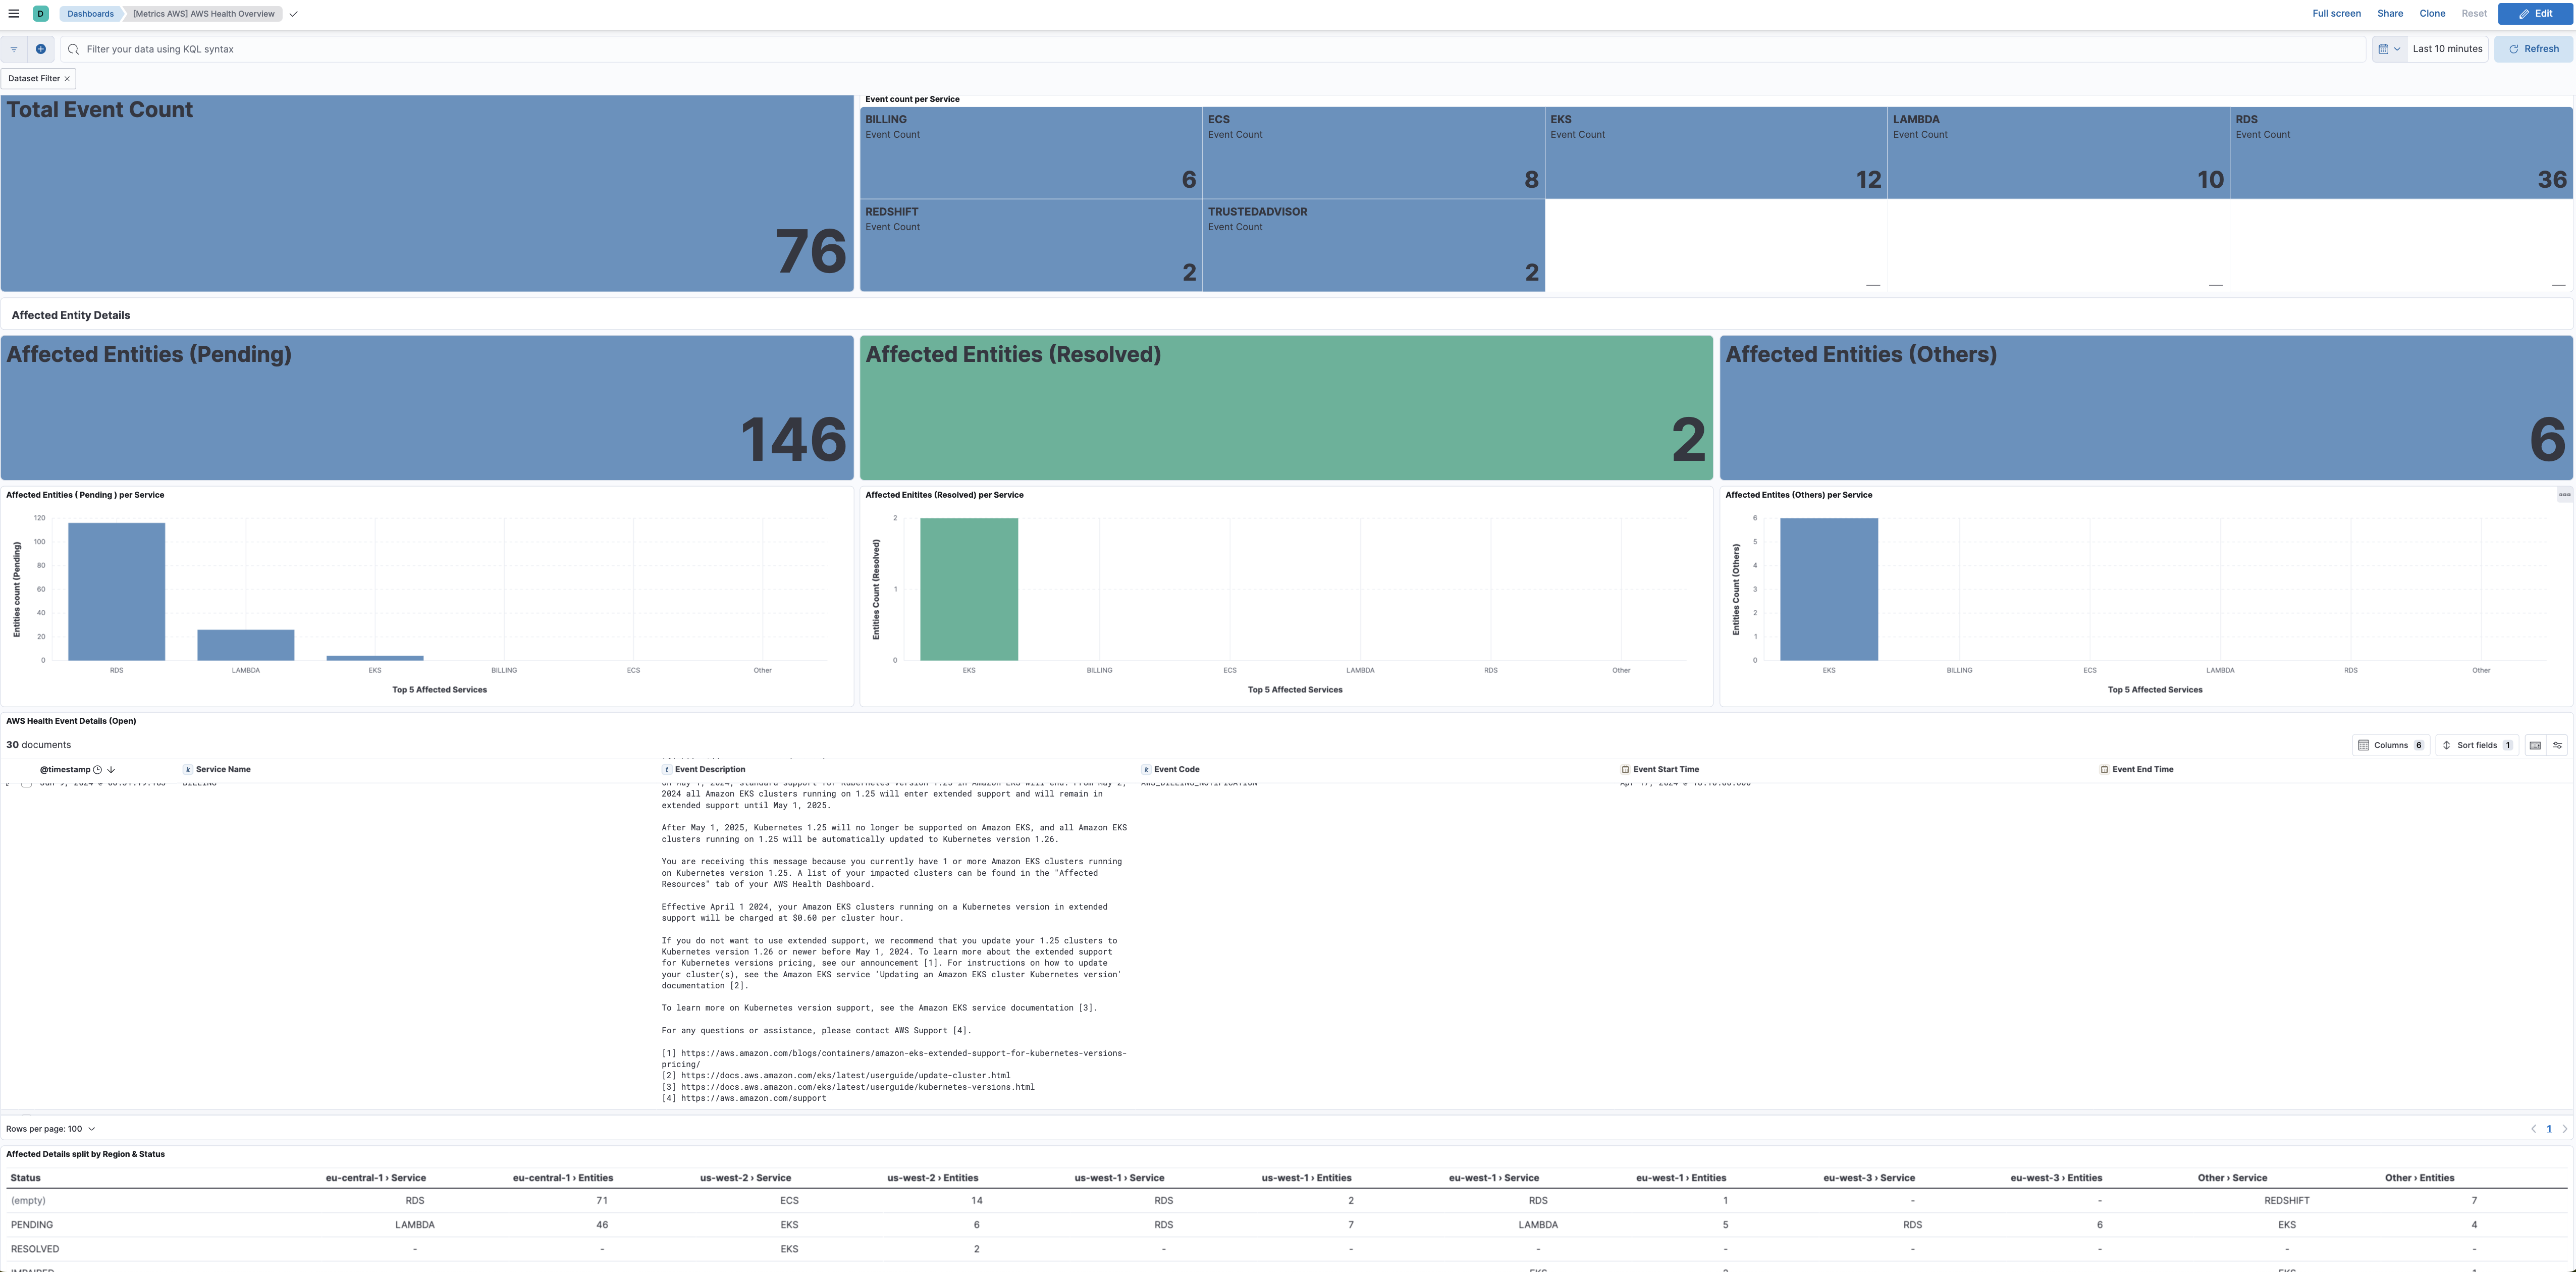 D Dashboards [Metrics AWS] AWS Health Overview Full screen Share Clone Reset Edit
Filter your data using KQL syntax Last 10 minutes Refresh
Dataset Filter ×
Total Event Count
76
Event count per Service
BILLING ECS EKS LAMBDA RDS
Event Count Event Count Event Count Event Count Event Count
6 8 12 10 36
REDSHIFT TRUSTEDADVISOR
Event Count Event Count
2 2
Affected Entity Details
Affected Entities (Pending) Affected Entities (Resolved) Affected Entities (Others)
146 2 6
Affected Entities ( Pending ) per Service
Entities count (Pending)
120
100
80
60
40
20
0
RDS LAMBDA EKS BILLING ECS Other
Top 5 Affected Services
Affected Enitites (Resolved) per Service
Entities Count (Resolved)
2
1
0
EKS BILLING ECS LAMBDA RDS Other
Top 5 Affected Services
Affected Entites (Others) per Service
Entities Count (Others)
6
5
4
3
2
1
0
EKS BILLING ECS LAMBDA RDS Other
Top 5 Affected Services
AWS Health Event Details (Open)
30 documents Columns 6 Sort fields 1
@timestamp k Service Name t Event Description k Event Code Event Start Time Event End Time
On May 1, 2024, standard support for Kubernetes version 1.25 in Amazon EKS will end. From May 2,
2024 all Amazon EKS clusters running on 1.25 will enter extended support and will remain in
extended support until May 1, 2025.
After May 1, 2025, Kubernetes 1.25 will no longer be supported on Amazon EKS, and all Amazon EKS
clusters running on 1.25 will be automatically updated to Kubernetes version 1.26.
You are receiving this message because you currently have 1 or more Amazon EKS clusters running
on Kubernetes version 1.25. A list of your impacted clusters can be found in the "Affected
Resources" tab of your AWS Health Dashboard.
Effective April 1 2024, your Amazon EKS clusters running on a Kubernetes version in extended
support will be charged at $0.60 per cluster hour.
If you do not want to use extended support, we recommend that you update your 1.25 clusters to
Kubernetes version 1.26 or newer before May 1, 2024. To learn more about the extended support
for Kubernetes versions pricing, see our announcement [1]. For instructions on how to update
your cluster(s), see the Amazon EKS service 'Updating an Amazon EKS cluster Kubernetes version'
documentation [2].
To learn more on Kubernetes version support, see the Amazon EKS service documentation [3].
For any questions or assistance, please contact AWS Support [4].
[1] https://aws.amazon.com/blogs/containers/amazon-eks-extended-support-for-kubernetes-versions-
pricing/
[2] https://docs.aws.amazon.com/eks/latest/userguide/update-cluster.html
[3] https://docs.aws.amazon.com/eks/latest/userguide/kubernetes-versions.html
[4] https://aws.amazon.com/support
Rows per page: 100 1
Affected Details split by Region & Status
Status eu-central-1 › Service eu-central-1 › Entities us-west-2 › Service us-west-2 › Entities us-west-1 › Service us-west-1 › Entities eu-west-1 › Service eu-west-1 › Entities eu-west-3 › Service eu-west-3 › Entities Other › Service Other › Entities
(empty) RDS 71 ECS 14 RDS 2 RDS 1 - - REDSHIFT 7
PENDING LAMBDA 46 EKS 6 RDS 7 LAMBDA 5 RDS 6 EKS 4
RESOLVED - - EKS 2 - - - - - - - -